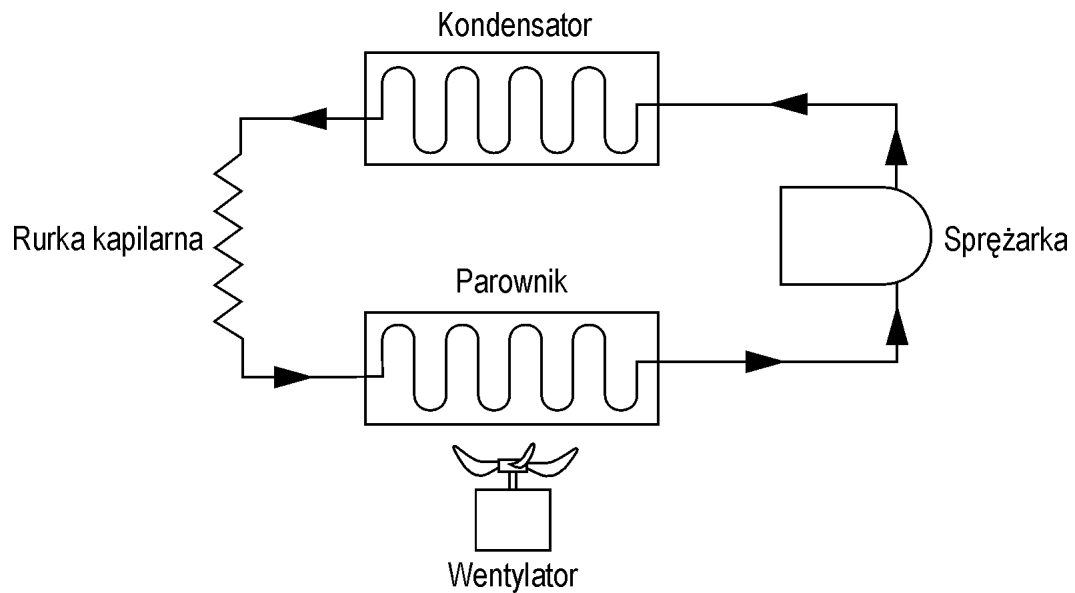 Kondensator
Rurka kapilarna
Sprężarka
Parownik
Wentylator